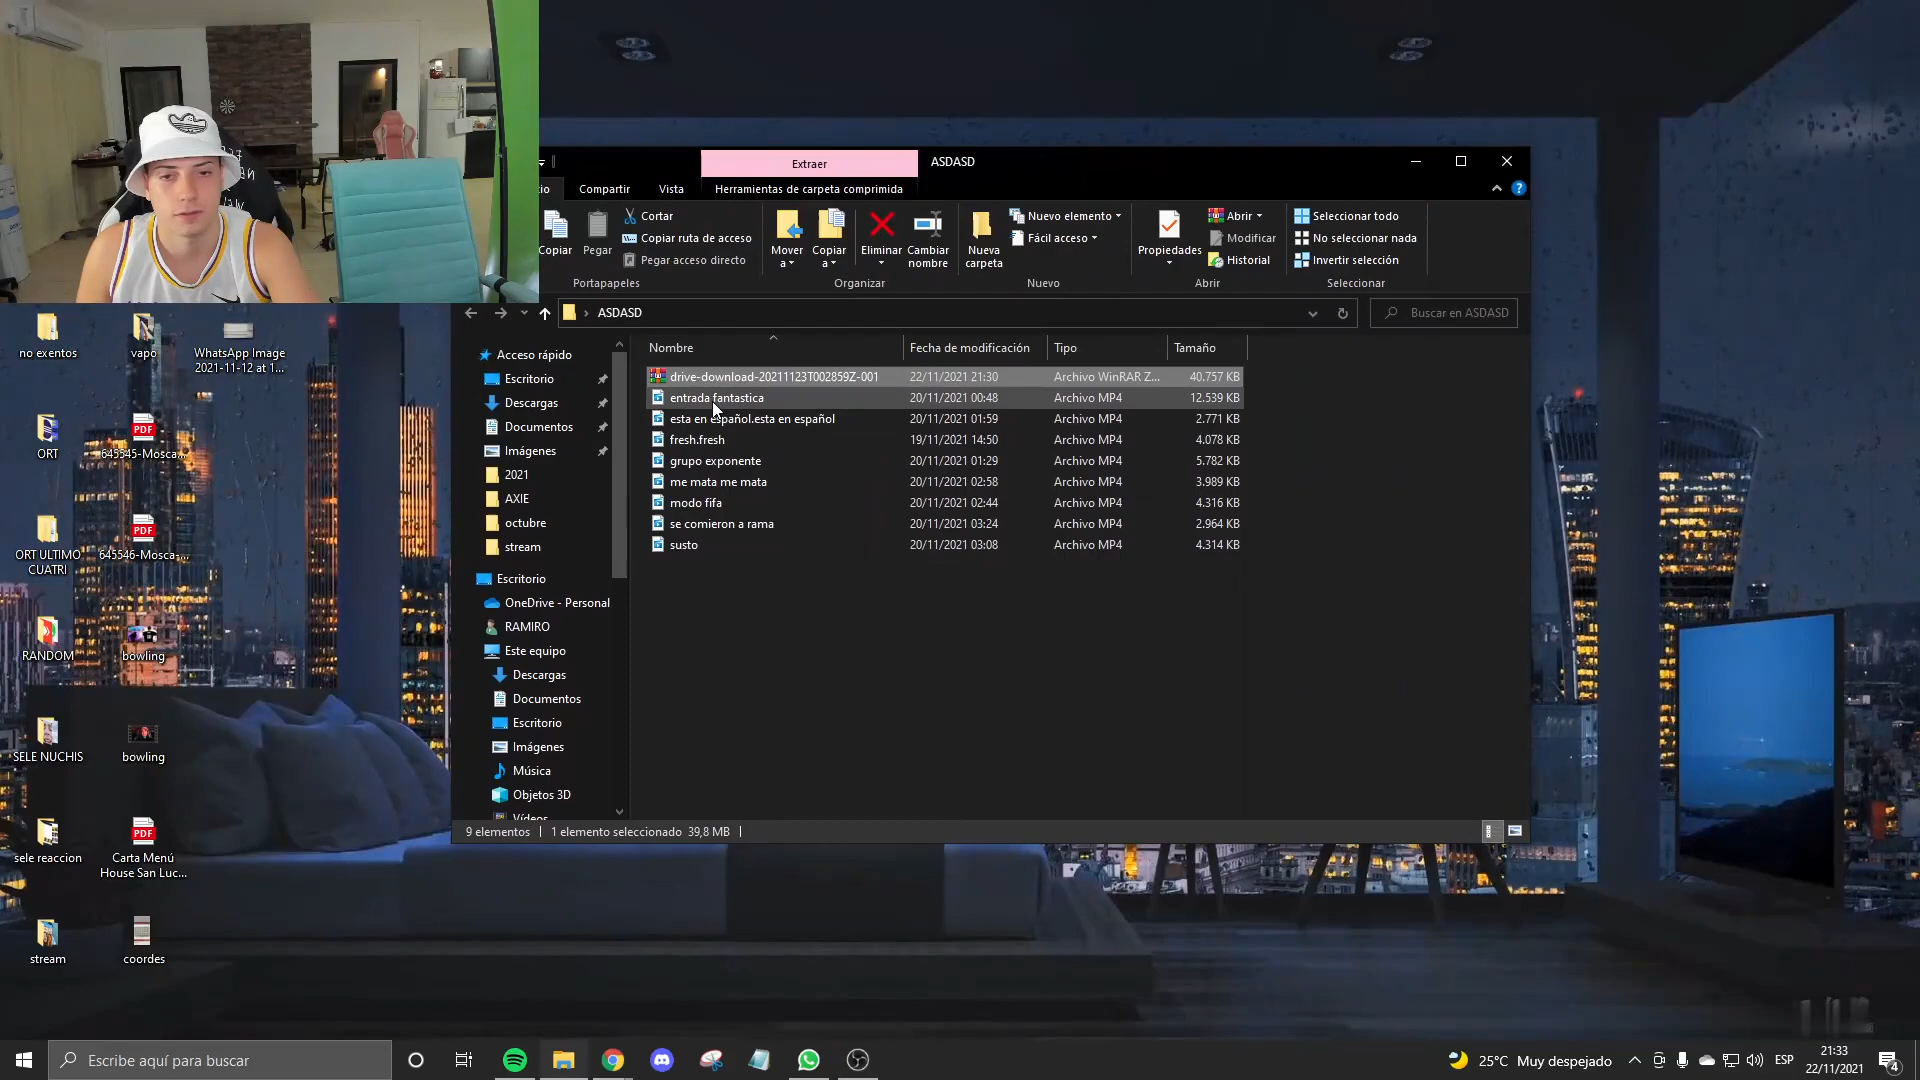 Extraer
ASDASD
Compartir
Vista
Herramientas de carpeta comprimida
Copiar
Pegar
Cortar
Copiar ruta de acceso
Pegar acceso directo
Portapapeles
Mover a
Copiar a
Eliminar
Cambiar nombre
Organizar
Nueva carpeta
Nuevo elemento
Fácil acceso
Nuevo
Propiedades
Abrir
Modificar
Historial
Abrir
Seleccionar todo
No seleccionar nada
Invertir selección
Seleccionar
ASDASD
Buscar en ASDASD
Acceso rápido
Escritorio
Descargas
Documentos
Imágenes
2021
AXIE
octubre
stream
Escritorio
OneDrive - Personal
RAMIRO
Este equipo
Descargas
Documentos
Escritorio
Imágenes
Música
Objetos 3D
Vídeos
Nombre Fecha de modificación Tipo Tamaño
drive-download-20211123T002859Z-001 22/11/2021 21:30 Archivo WinRAR Z... 40.757 KB
entrada fantastica 20/11/2021 00:48 Archivo MP4 12.539 KB
esta en español.esta en español 20/11/2021 01:59 Archivo MP4 2.771 KB
fresh.fresh 19/11/2021 14:50 Archivo MP4 4.078 KB
grupo exponente 20/11/2021 01:29 Archivo MP4 5.782 KB
me mata me mata 20/11/2021 02:58 Archivo MP4 3.989 KB
modo fifa 20/11/2021 02:44 Archivo MP4 4.316 KB
se comieron a rama 20/11/2021 03:24 Archivo MP4 2.964 KB
susto 20/11/2021 03:08 Archivo MP4 4.314 KB
9 elementos 1 elemento seleccionado 39,8 MB
no exentos
vapo
WhatsApp Image
2021-11-12 at 1...
ORT
PDF
645545-Mosca...
ORT ULTIMO
CUATRI
PDF
645546-Mosca-...
RANDOM
bowling
SELE NUCHIS
bowling
sele reaccion
PDF
Carta Menú
House San Luc...
stream
coordes
Escribe aquí para buscar
25°C Muy despejado
ESP
21:33
22/11/2021
4